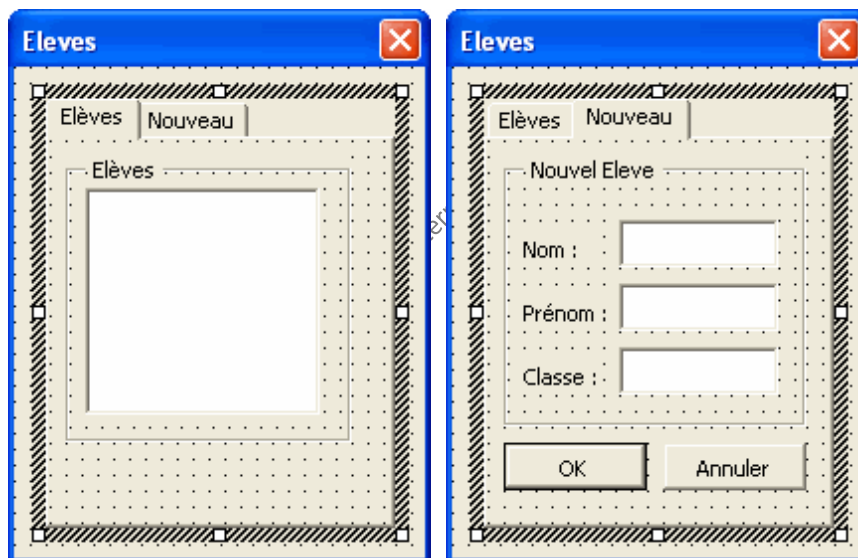 Eleves
Elèves Nouveau
Elèves
Eleves
Elèves Nouveau
Nouvel Eleve
Nom :
Prénom :
Classe :
OK Annuler